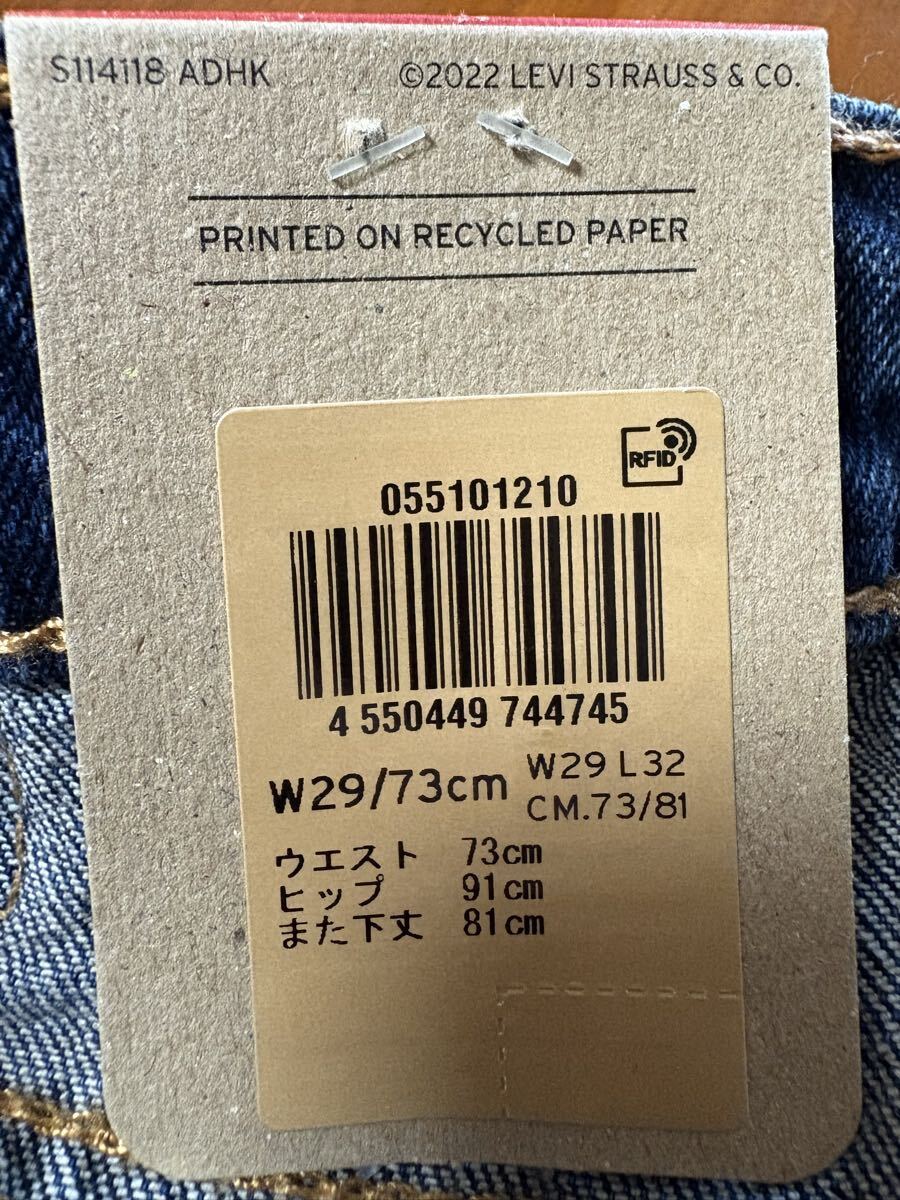 S114118 ADHK ©2022 LEVI STRAUSS & CO.
PRINTED ON RECYCLED PAPER
RFID
055101210
4 550449 744745
W29/73cm W29 L32
CM.73/81
ウエスト 73cm
ヒップ 91cm
また下丈 81cm